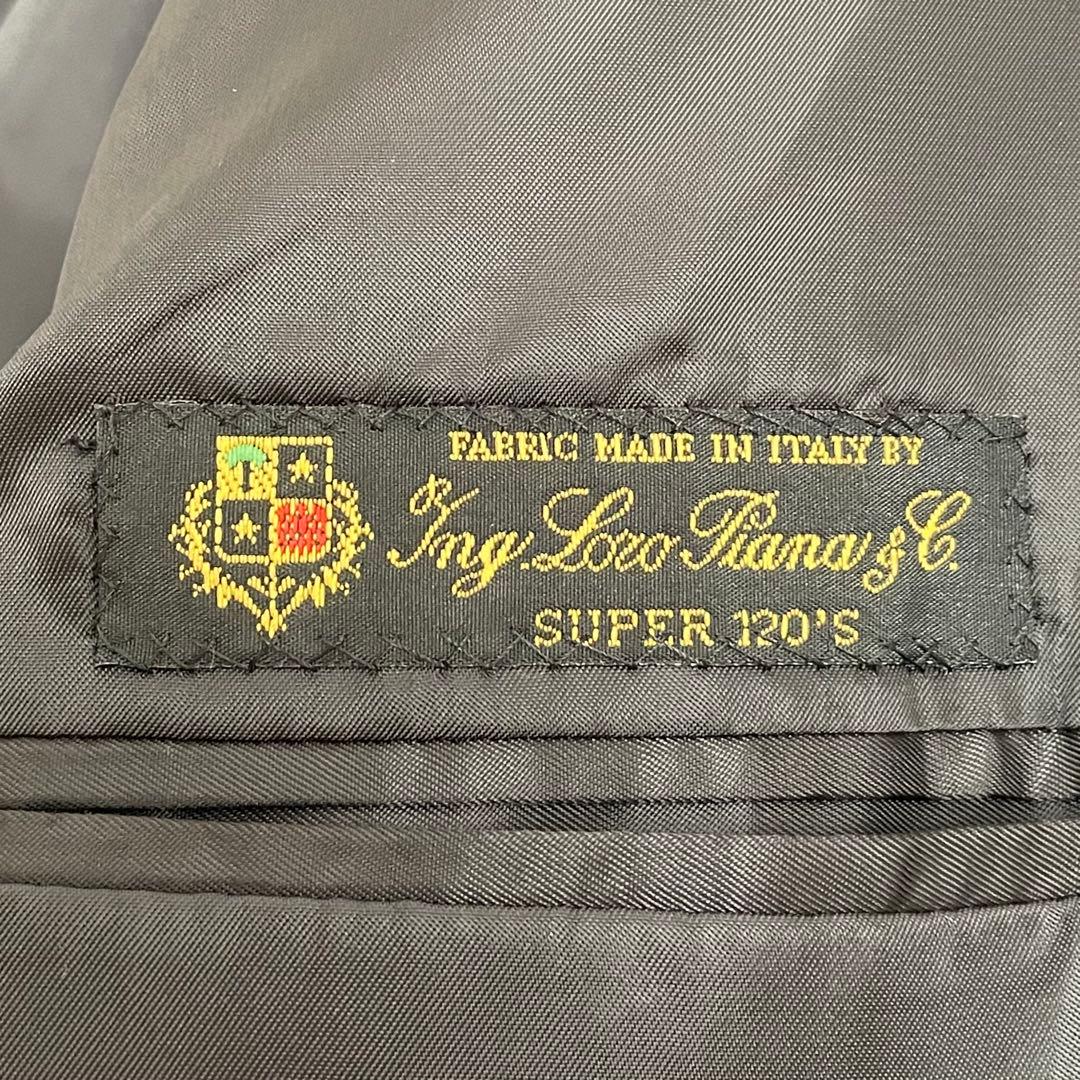 FABRIC MADE IN ITALY BY
Ing. Loro Piana & C.
SUPER 120'S